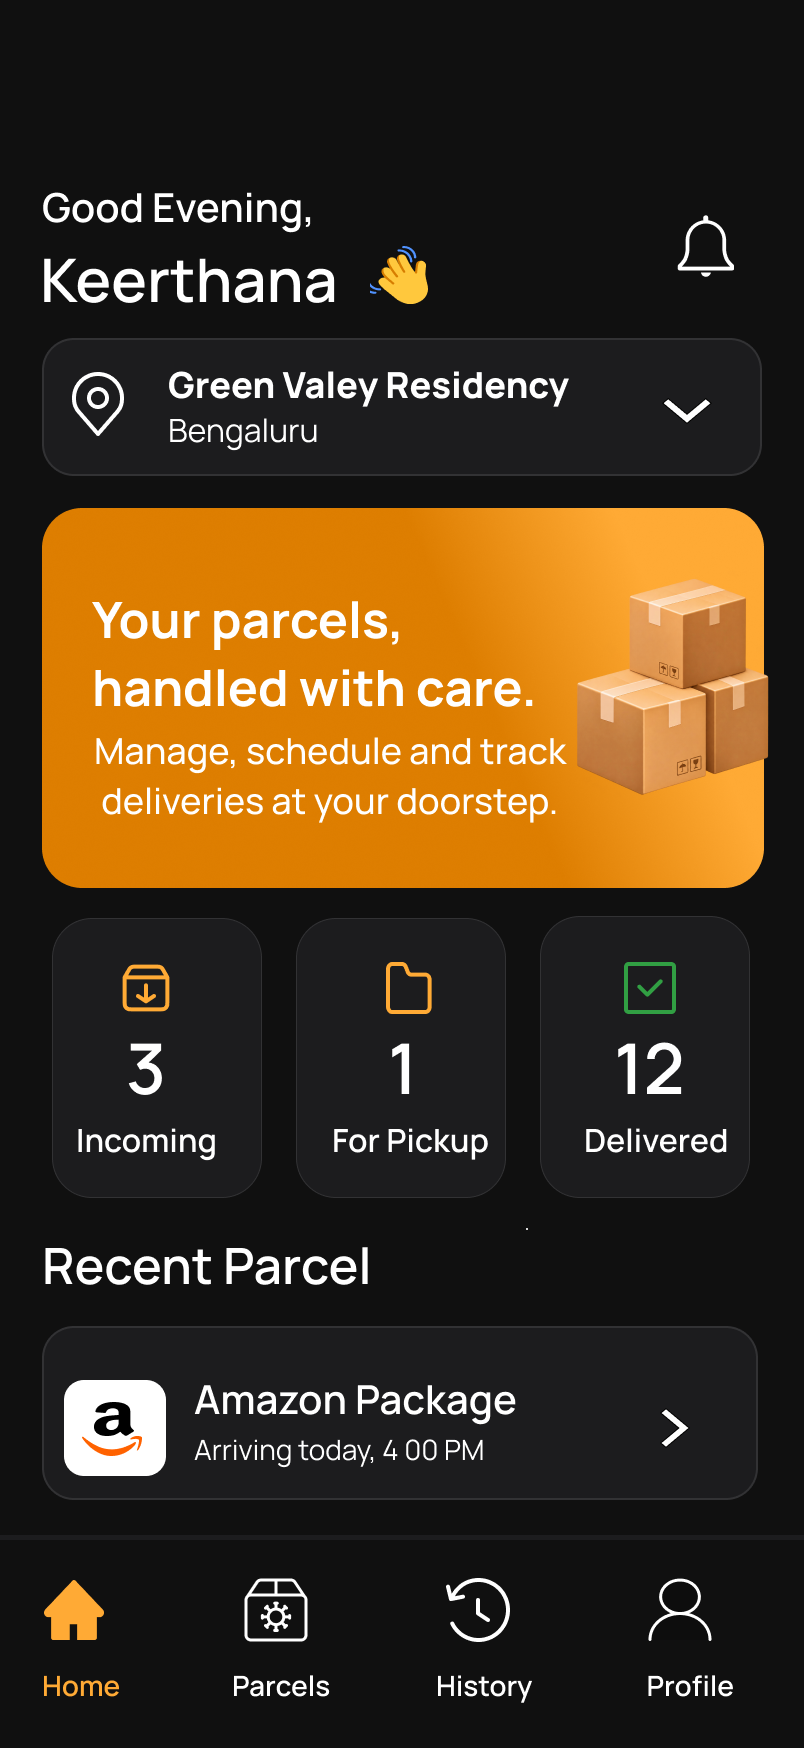 Good Evening,
Keerthana 👋
Green Valey Residency
Bengaluru
Your parcels,
handled with care.
Manage, schedule and track
deliveries at your doorstep.
3
Incoming
1
For Pickup
12
Delivered
Recent Parcel
a
Amazon Package
Arriving today, 4 00 PM
Home
Parcels
History
Profile